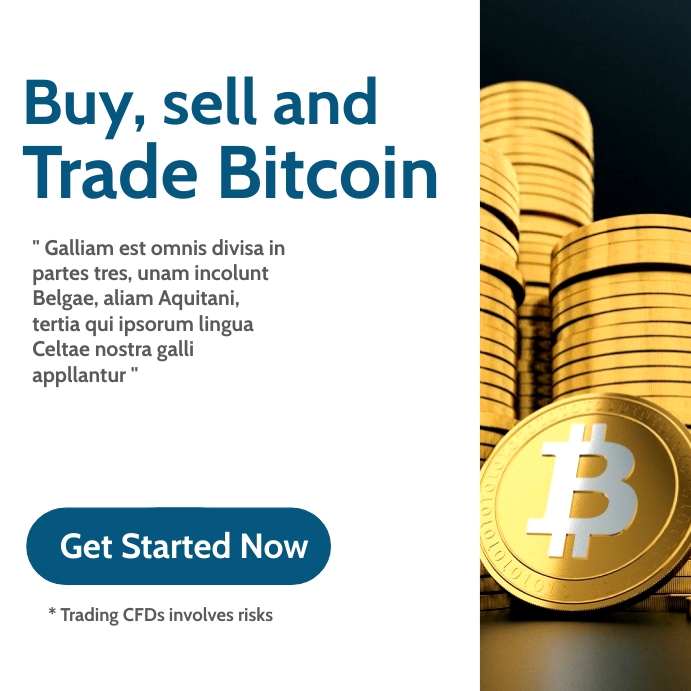 Buy, sell and
Trade Bitcoin
" Galliam est omnis divisa in
partes tres, unam incolunt
Belgae, aliam Aquitani,
tertia qui ipsorum lingua
Celtae nostra galli
appllantur "
Get Started Now
* Trading CFDs involves risks